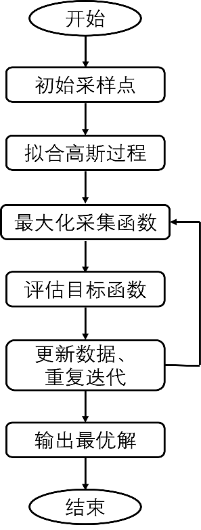 开始
初始采样点
拟合高斯过程
最大化采集函数
评估目标函数
更新数据、
重复迭代
输出最优解
结束